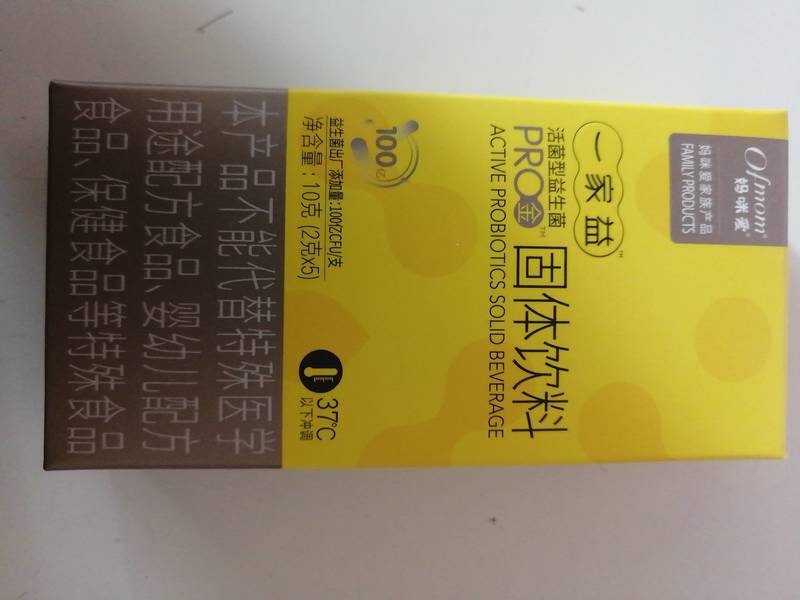 Ofmom®
妈咪爱®
妈咪爱家族产品
FAMILY PRODUCTS
一家益™
活菌型益生菌
PRO金™
固体饮料
ACTIVE PROBIOTICS SOLID BEVERAGE
100亿
益生菌出厂添加量:100亿CFU/支
净含量:10克 (2克x5)
37℃
以下冲调
本产品不能代替特殊医学
用途配方食品、婴幼儿配方
食品、保健食品等特殊食品